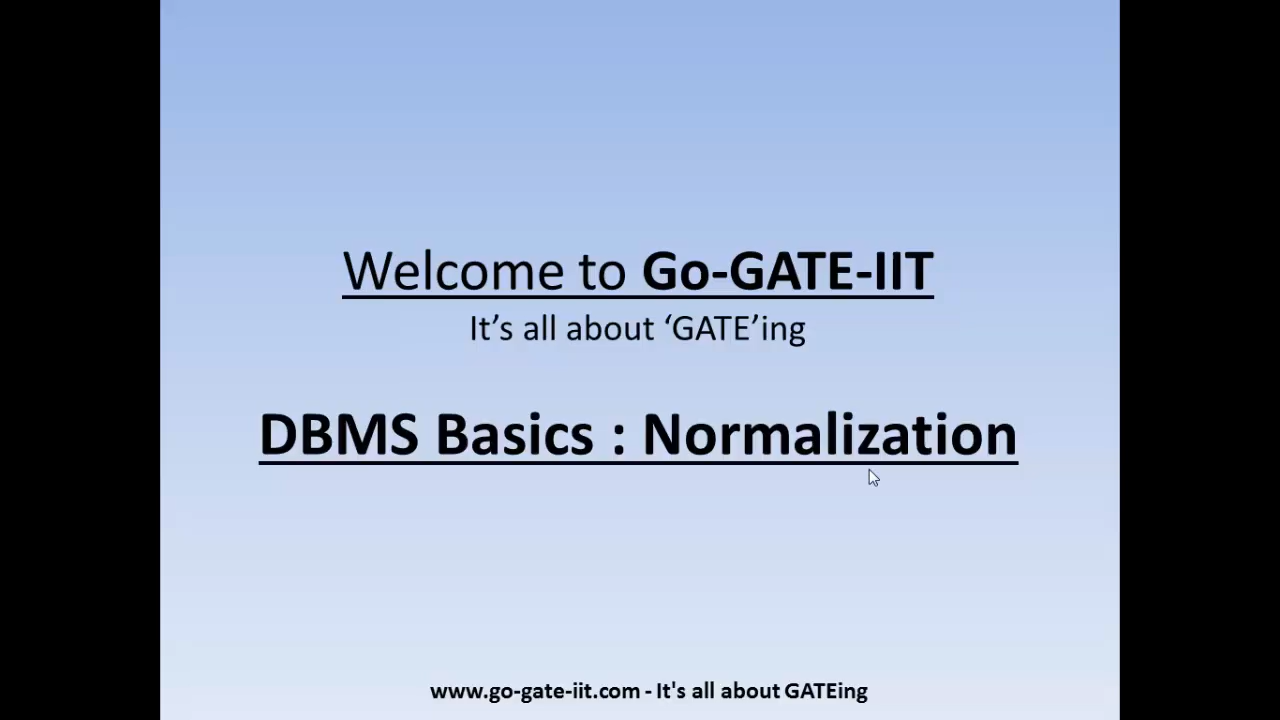 Welcome to Go-GATE-IIT
It’s all about ‘GATE’ing
DBMS Basics : Normalization
www.go-gate-iit.com - It's all about GATEing